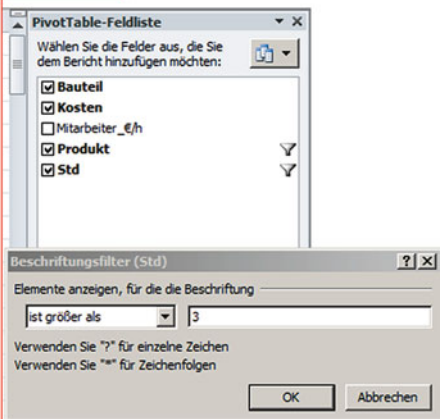 PivotTable-Feldliste
Wählen Sie die Felder aus, die Sie
dem Bericht hinzufügen möchten:
Bauteil
Kosten
Mitarbeiter_€/h
Produkt
Std
Beschriftungsfilter (Std)
Elemente anzeigen, für die die Beschriftung
ist größer als 3
Verwenden Sie "?" für einzelne Zeichen
Verwenden Sie "*" für Zeichenfolgen
OK Abbrechen